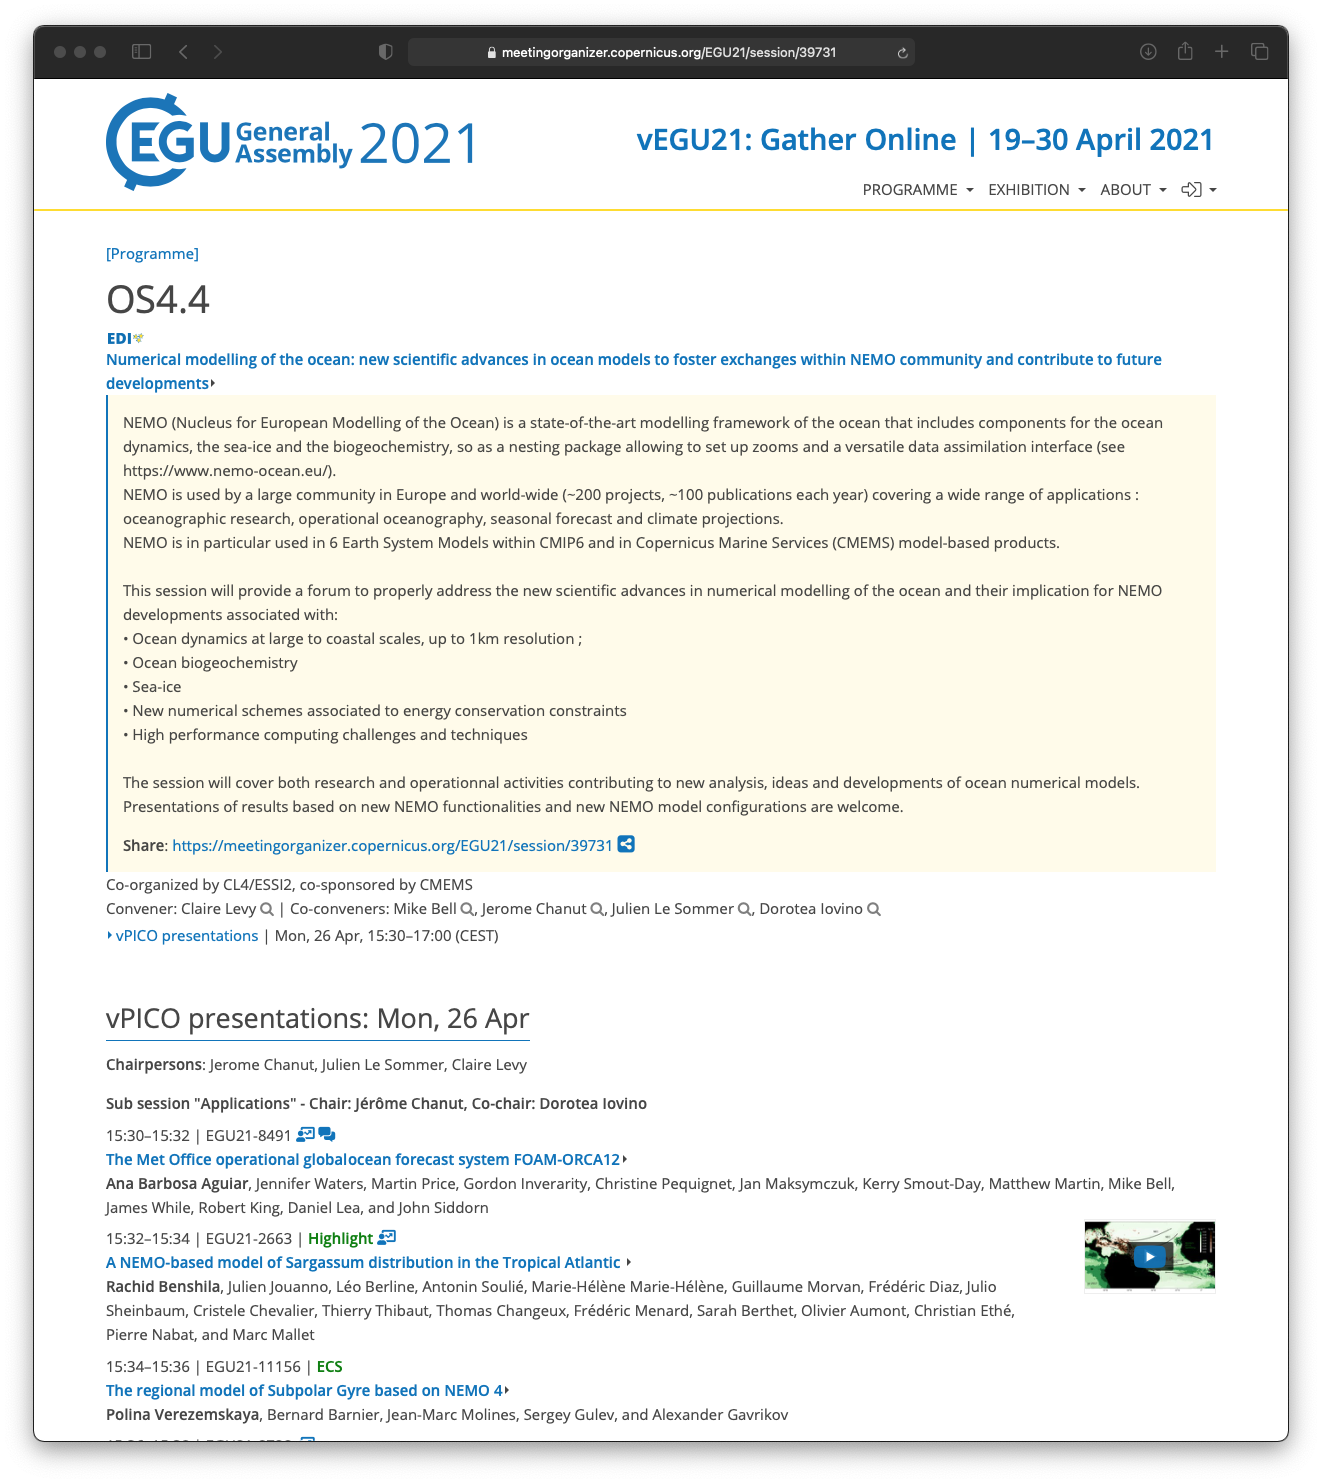 meetingorganizer.copernicus.org/EGU21/session/39731
EGU General Assembly 2021
vEGU21: Gather Online | 19–30 April 2021
PROGRAMME EXHIBITION ABOUT
[Programme]
OS4.4
EDI
Numerical modelling of the ocean: new scientific advances in ocean models to foster exchanges within NEMO community and contribute to future
developments
NEMO (Nucleus for European Modelling of the Ocean) is a state-of-the-art modelling framework of the ocean that includes components for the ocean
dynamics, the sea-ice and the biogeochemistry, so as a nesting package allowing to set up zooms and a versatile data assimilation interface (see
https://www.nemo-ocean.eu/).
NEMO is used by a large community in Europe and world-wide (~200 projects, ~100 publications each year) covering a wide range of applications :
oceanographic research, operational oceanography, seasonal forecast and climate projections.
NEMO is in particular used in 6 Earth System Models within CMIP6 and in Copernicus Marine Services (CMEMS) model-based products.
This session will provide a forum to properly address the new scientific advances in numerical modelling of the ocean and their implication for NEMO
developments associated with:
• Ocean dynamics at large to coastal scales, up to 1km resolution ;
• Ocean biogeochemistry
• Sea-ice
• New numerical schemes associated to energy conservation constraints
• High performance computing challenges and techniques
The session will cover both research and operationnal activities contributing to new analysis, ideas and developments of ocean numerical models.
Presentations of results based on new NEMO functionalities and new NEMO model configurations are welcome.
Share: https://meetingorganizer.copernicus.org/EGU21/session/39731
Co-organized by CL4/ESSI2, co-sponsored by CMEMS
Convener: Claire Levy | Co-conveners: Mike Bell, Jerome Chanut, Julien Le Sommer, Dorotea Iovino
vPICO presentations | Mon, 26 Apr, 15:30–17:00 (CEST)
vPICO presentations: Mon, 26 Apr
Chairpersons: Jerome Chanut, Julien Le Sommer, Claire Levy
Sub session "Applications" - Chair: Jérôme Chanut, Co-chair: Dorotea Iovino
15:30–15:32 | EGU21-8491
The Met Office operational globalocean forecast system FOAM-ORCA12
Ana Barbosa Aguiar, Jennifer Waters, Martin Price, Gordon Inverarity, Christine Pequignet, Jan Maksymczuk, Kerry Smout-Day, Matthew Martin, Mike Bell,
James While, Robert King, Daniel Lea, and John Siddorn
15:32–15:34 | EGU21-2663 | Highlight
A NEMO-based model of Sargassum distribution in the Tropical Atlantic
Rachid Benshila, Julien Jouanno, Léo Berline, Antonin Soulié, Marie-Hélène Marie-Hélène, Guillaume Morvan, Frédéric Diaz, Julio
Sheinbaum, Cristele Chevalier, Thierry Thibaut, Thomas Changeux, Frédéric Menard, Sarah Berthet, Olivier Aumont, Christian Ethé,
Pierre Nabat, and Marc Mallet
15:34–15:36 | EGU21-11156 | ECS
The regional model of Subpolar Gyre based on NEMO 4
Polina Verezemskaya, Bernard Barnier, Jean-Marc Molines, Sergey Gulev, and Alexander Gavrikov